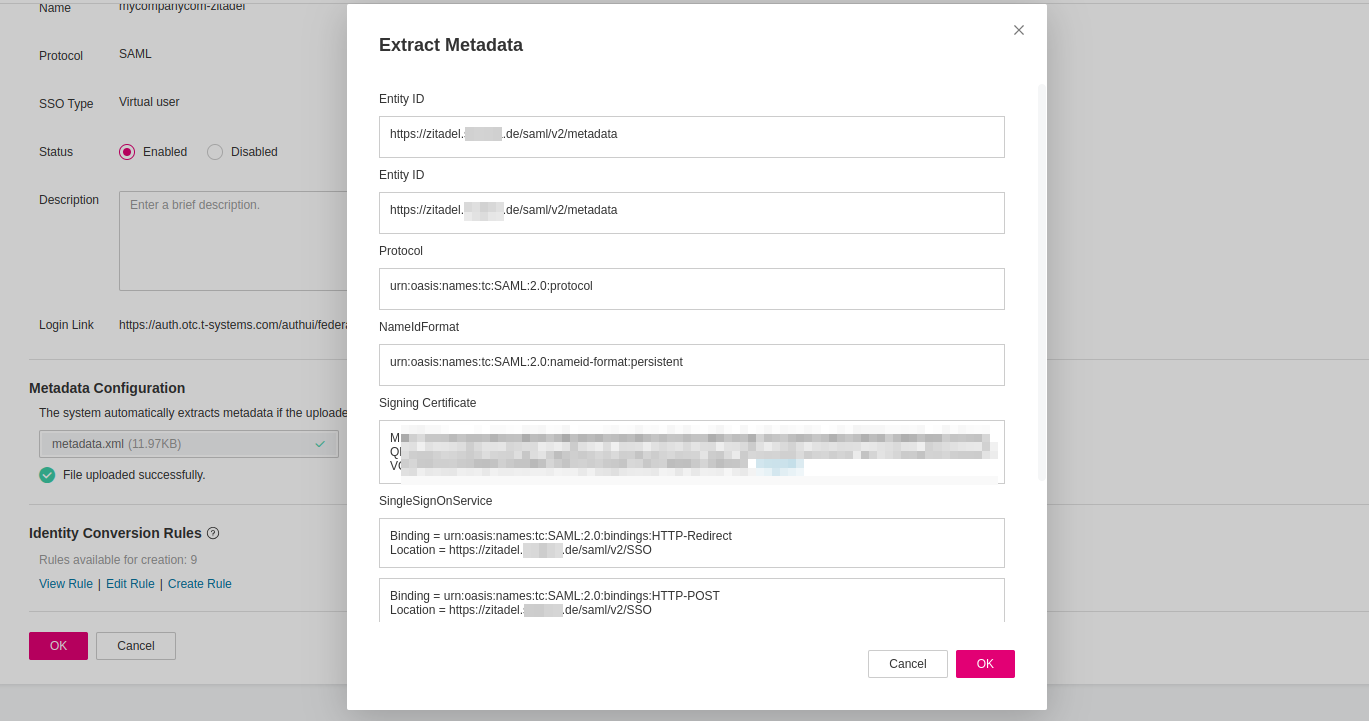 Name
mycompanycom-zitadel
Protocol
SAML
SSO Type
Virtual user
Status
Enabled
Disabled
Description
Enter a brief description.
Login Link
https://auth.otc.t-systems.com/authui/federa
Metadata Configuration
The system automatically extracts metadata if the uploade
metadata.xml (11.97KB)
File uploaded successfully.
Identity Conversion Rules
Rules available for creation: 9
View Rule | Edit Rule | Create Rule
OK
Cancel
Extract Metadata
Entity ID
https://zitadel. .de/saml/v2/metadata
Entity ID
https://zitadel. .de/saml/v2/metadata
Protocol
urn:oasis:names:tc:SAML:2.0:protocol
NameIdFormat
urn:oasis:names:tc:SAML:2.0:nameid-format:persistent
Signing Certificate
SingleSignOnService
Binding = urn:oasis:names:tc:SAML:2.0:bindings:HTTP-Redirect
Location = https://zitadel. .de/saml/v2/SSO
Binding = urn:oasis:names:tc:SAML:2.0:bindings:HTTP-POST
Location = https://zitadel. .de/saml/v2/SSO
Cancel
OK